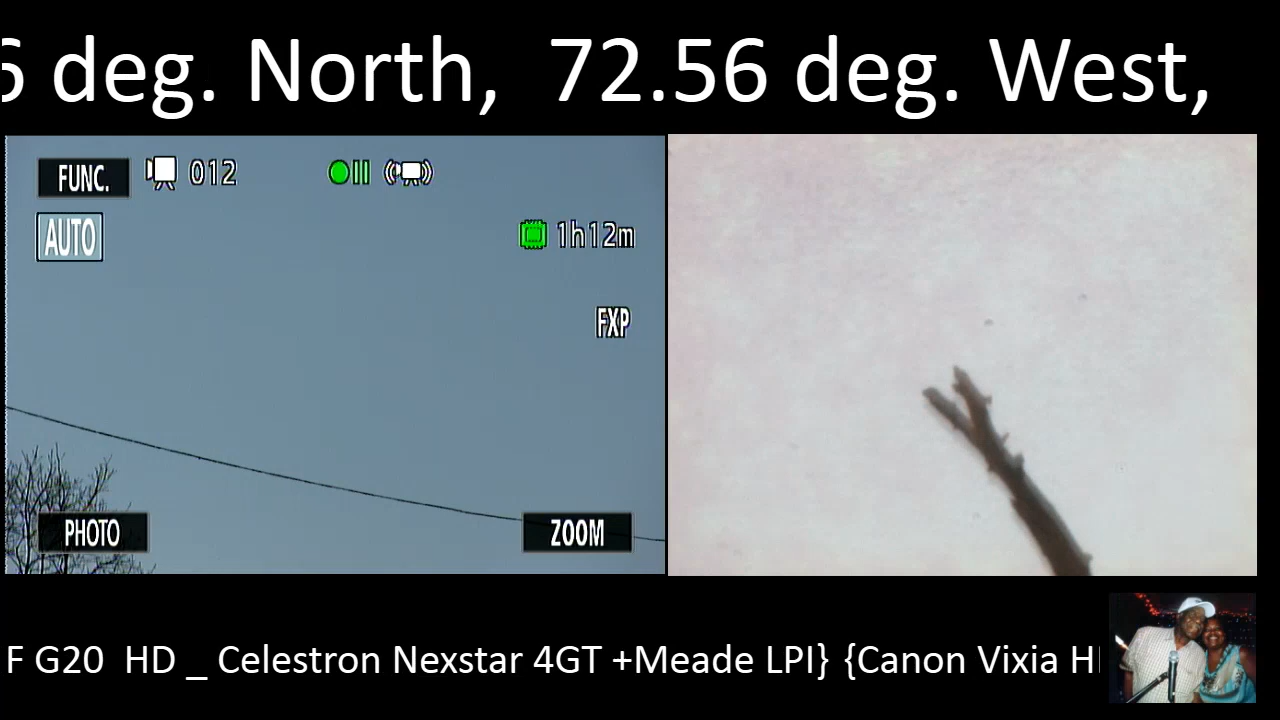 deg. North, 72.56 deg. West,
FUNC. 012
AUTO
1h12m
FXP
PHOTO ZOOM
F G20 HD _ Celestron Nexstar 4GT +Meade LPI} {Canon Vixia